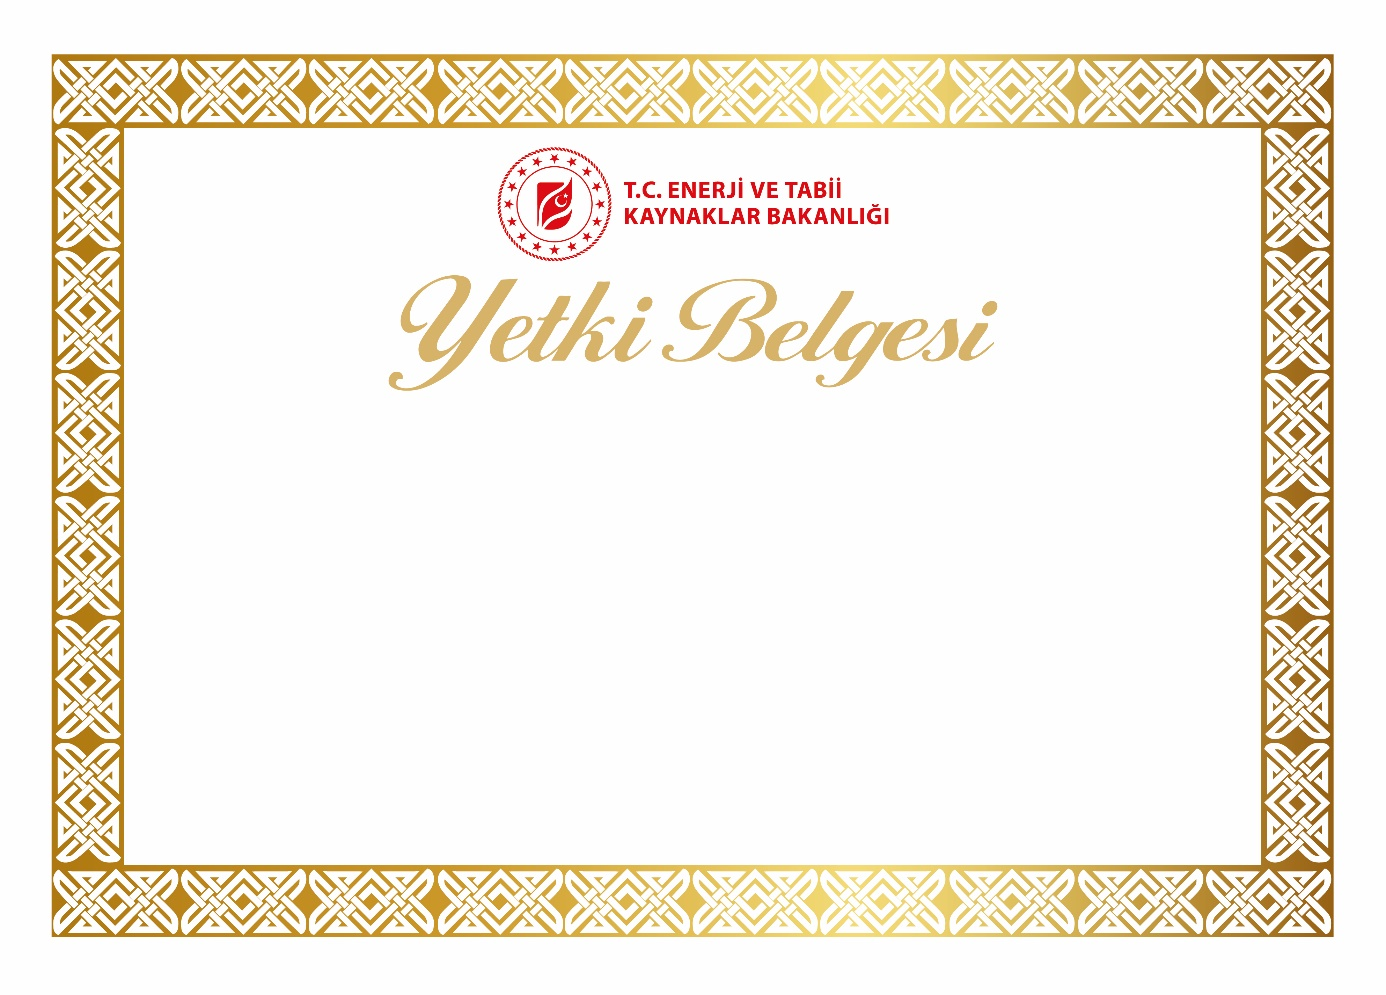 T.C. ENERJİ VE TABİİ
KAYNAKLAR BAKANLIĞI
Yetki Belgesi